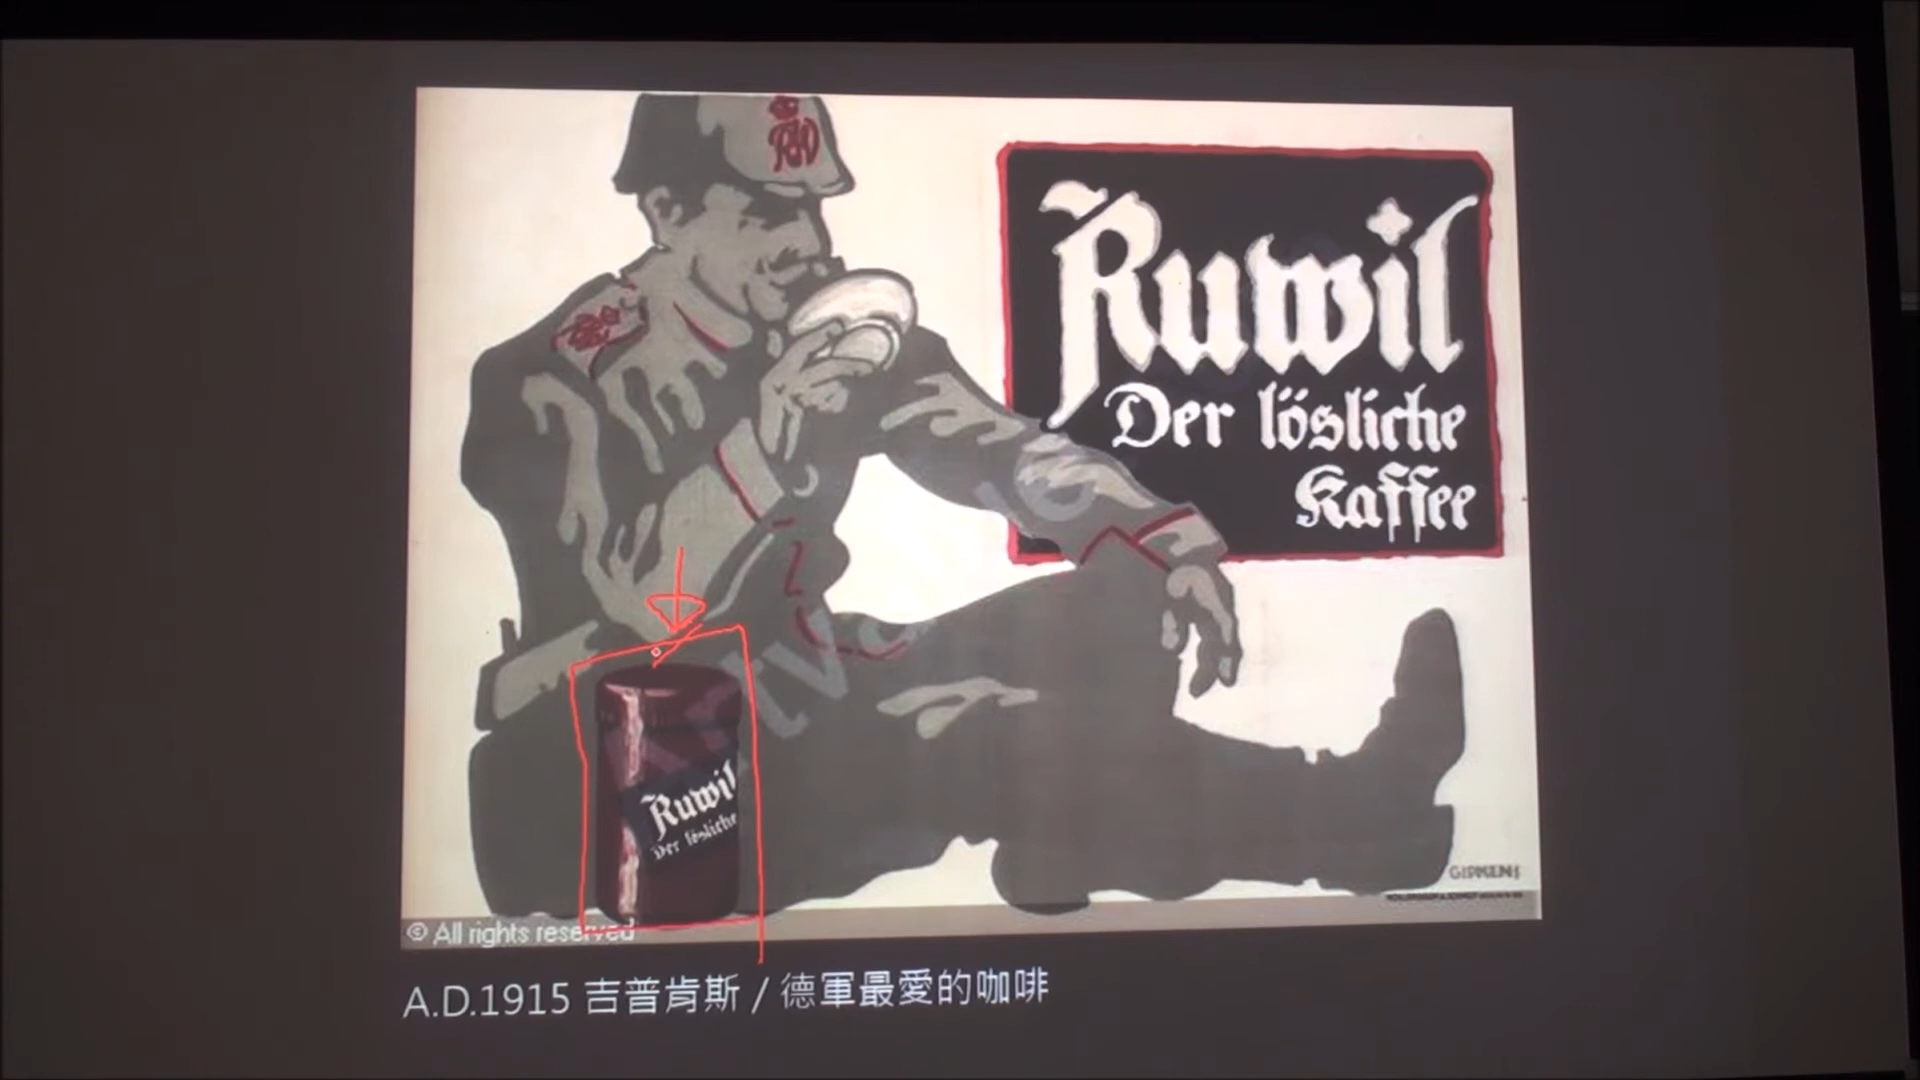 RW
Ruwil
Der lösliche
Kaffee
Ruwil
Der lösliche
GIPKENS
© All rights reserved
A.D.1915 吉普肯斯 / 德軍最愛的咖啡